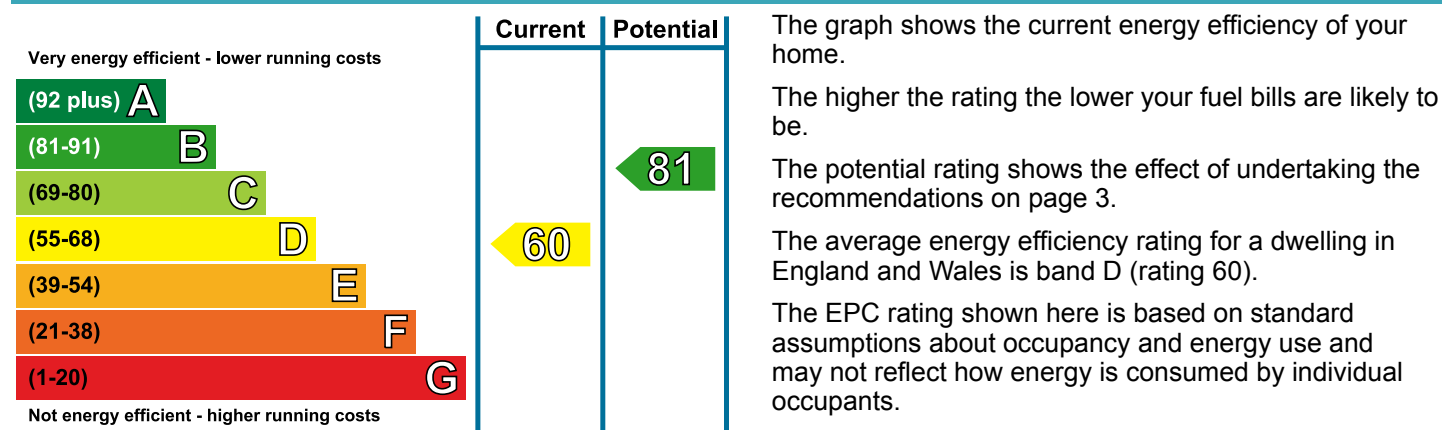 Current Potential
Very energy efficient - lower running costs
(92 plus) A
(81-91) B
(69-80) C
(55-68) D
(39-54) E
(21-38) F
(1-20) G
Not energy efficient - higher running costs
60
81
The graph shows the current energy efficiency of your
home.
The higher the rating the lower your fuel bills are likely to
be.
The potential rating shows the effect of undertaking the
recommendations on page 3.
The average energy efficiency rating for a dwelling in
England and Wales is band D (rating 60).
The EPC rating shown here is based on standard
assumptions about occupancy and energy use and
may not reflect how energy is consumed by individual
occupants.